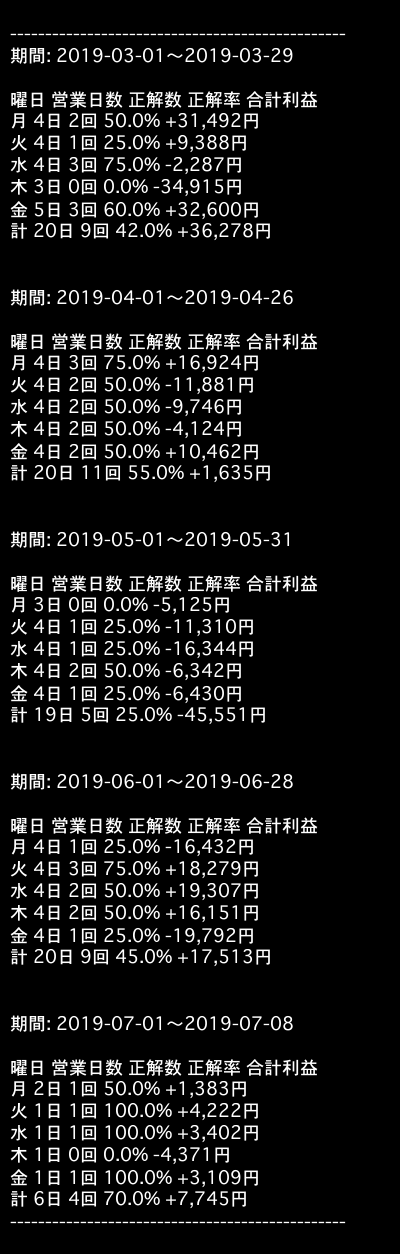 ------------------------------------------------
期間: 2019-03-01〜2019-03-29
曜日 営業日数 正解数 正解率 合計利益
月 4日 2回 50.0% +31,492円
火 4日 1回 25.0% +9,388円
水 4日 3回 75.0% -2,287円
木 3日 0回 0.0% -34,915円
金 5日 3回 60.0% +32,600円
計 20日 9回 42.0% +36,278円
期間: 2019-04-01〜2019-04-26
曜日 営業日数 正解数 正解率 合計利益
月 4日 3回 75.0% +16,924円
火 4日 2回 50.0% -11,881円
水 4日 2回 50.0% -9,746円
木 4日 2回 50.0% -4,124円
金 4日 2回 50.0% +10,462円
計 20日 11回 55.0% +1,635円
期間: 2019-05-01〜2019-05-31
曜日 営業日数 正解数 正解率 合計利益
月 3日 0回 0.0% -5,125円
火 4日 1回 25.0% -11,310円
水 4日 1回 25.0% -16,344円
木 4日 2回 50.0% -6,342円
金 4日 1回 25.0% -6,430円
計 19日 5回 25.0% -45,551円
期間: 2019-06-01〜2019-06-28
曜日 営業日数 正解数 正解率 合計利益
月 4日 1回 25.0% -16,432円
火 4日 3回 75.0% +18,279円
水 4日 2回 50.0% +19,307円
木 4日 2回 50.0% +16,151円
金 4日 1回 25.0% -19,792円
計 20日 9回 45.0% +17,513円
期間: 2019-07-01〜2019-07-08
曜日 営業日数 正解数 正解率 合計利益
月 2日 1回 50.0% +1,383円
火 1日 1回 100.0% +4,222円
水 1日 1回 100.0% +3,402円
木 1日 0回 0.0% -4,371円
金 1日 1回 100.0% +3,109円
計 6日 4回 70.0% +7,745円
------------------------------------------------